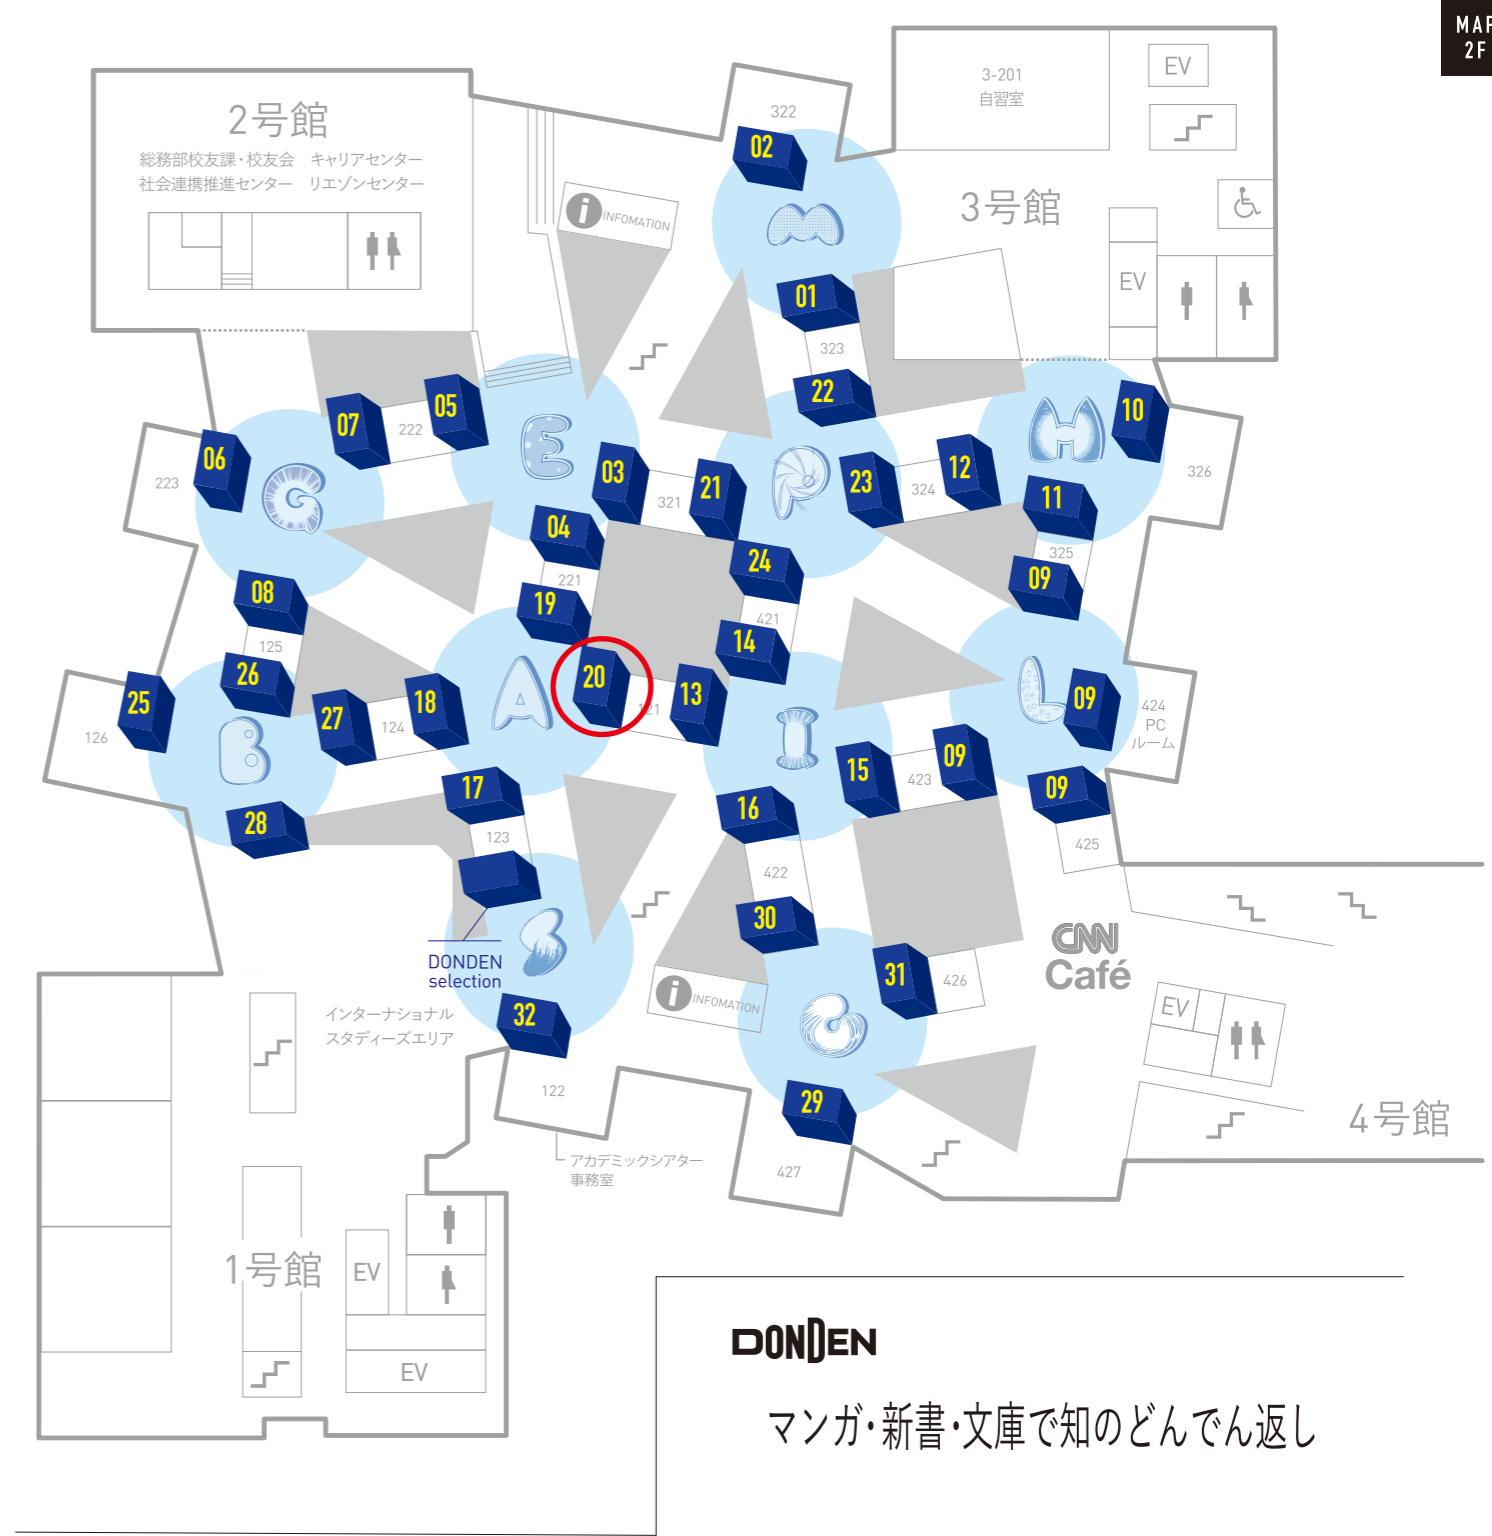 MAP
2F
3-201
自習室
EV
322
2号館
総務部校友課・校友会 キャリアセンター
社会連携推進センター リエゾンセンター
02
M
3号館
i INFOMATION
EV
01
323
22
07
222
05
E
H
10
06
223
G
03
321
21
P
23
324
12
326
11
04
24
325
221
09
08
19
421
125
14
26
20
13
121
25
126
27
124
18
A
L
09
424
PC
ルーム
B
I
15
423
09
09
17
16
28
123
422
425
30
DONDEN
selection
S
CNN
Café
31
426
i INFOMATION
インターナショナル
スタディーズエリア
32
C
EV
122
29
4号館
アカデミックシアター
事務室
427
1号館
EV
EV
DONDEN
マンガ・新書・文庫で知のどんでん返し